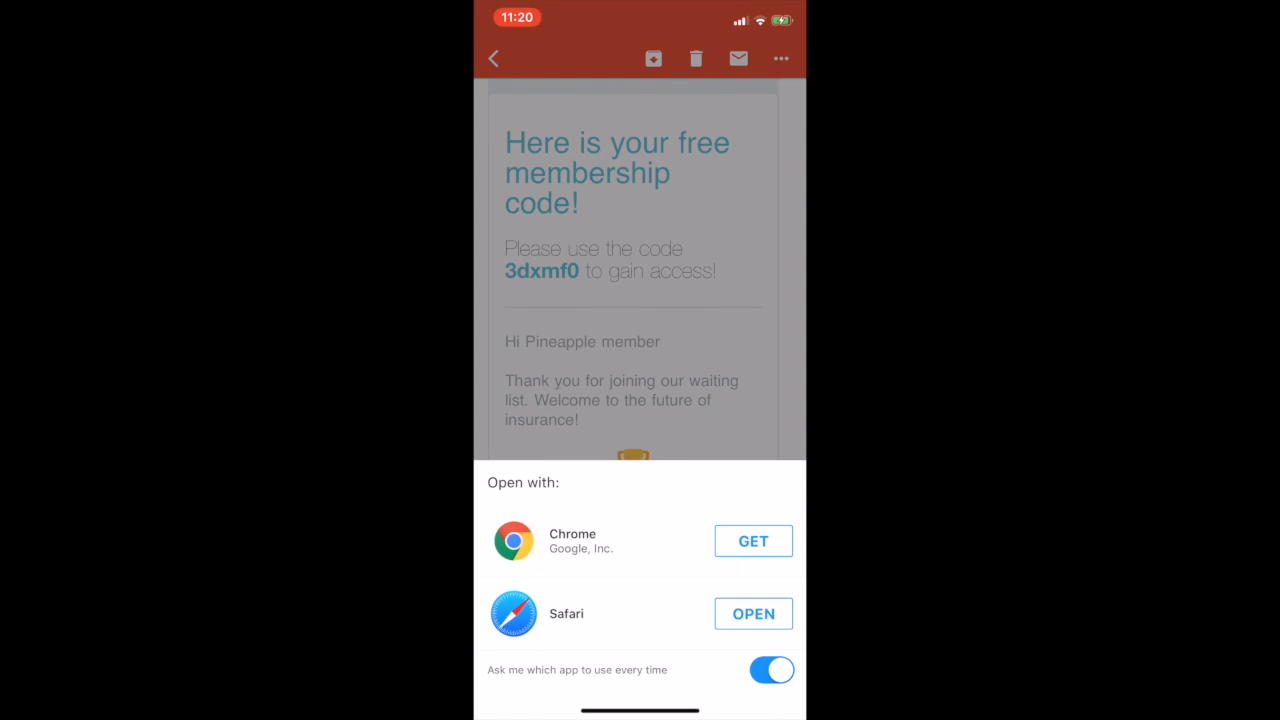 11:20
Here is your free
membership
code!
Please use the code
3dxmf0 to gain access!
Hi Pineapple member
Thank you for joining our waiting
list. Welcome to the future of
insurance!
Open with:
Chrome
Google, Inc.
GET
Safari
OPEN
Ask me which app to use every time